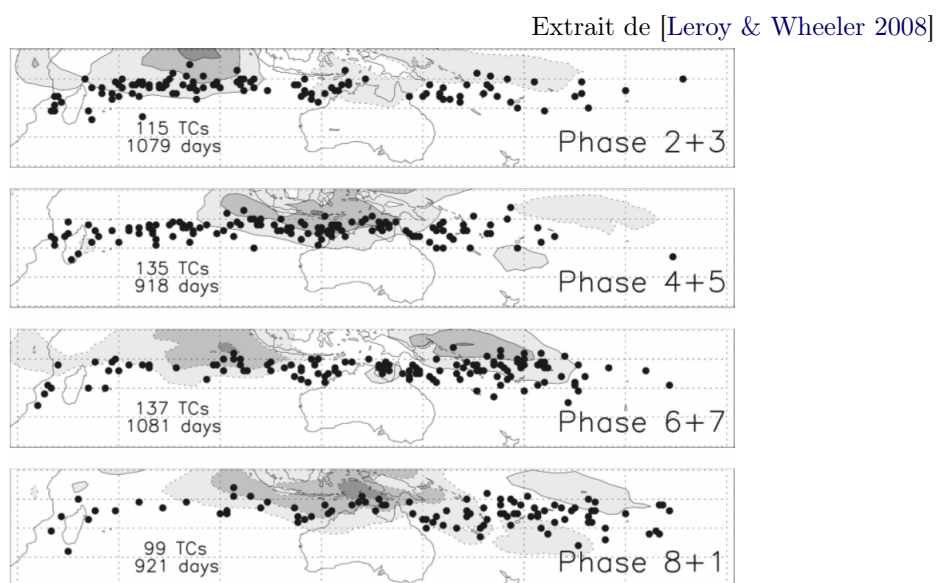 Extrait de [Leroy & Wheeler 2008]
115 TCs
1079 days
Phase 2+3
135 TCs
918 days
Phase 4+5
137 TCs
1081 days
Phase 6+7
99 TCs
921 days
Phase 8+1